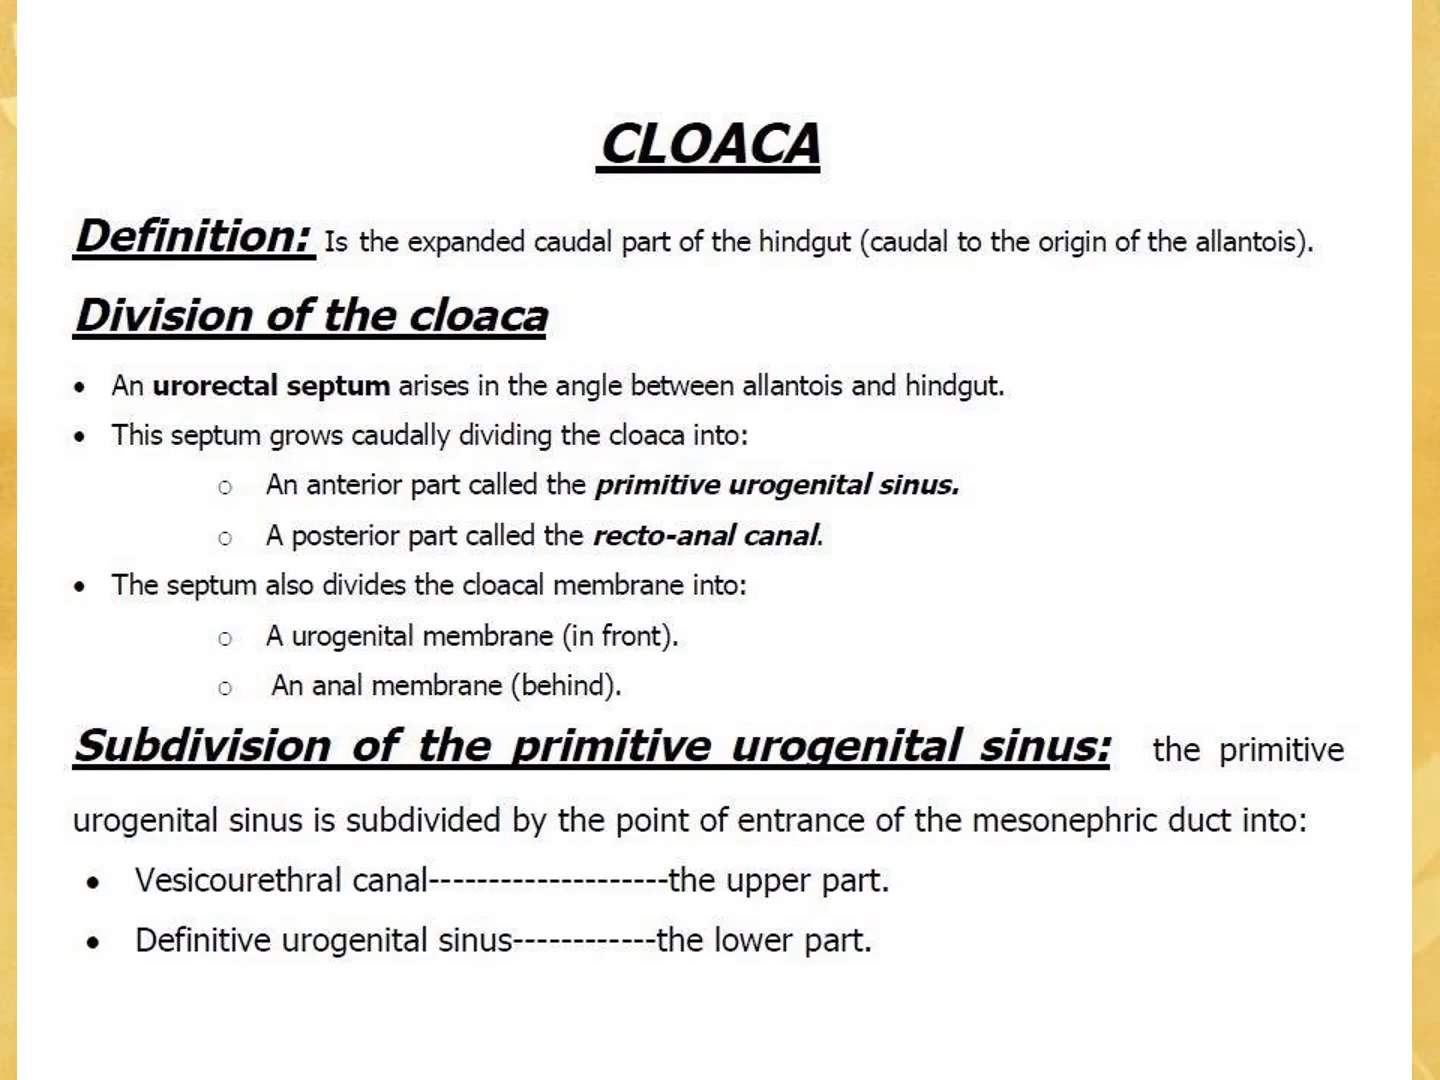 CLOACA
Definition: Is the expanded caudal part of the hindgut (caudal to the origin of the allantois).
Division of the cloaca
• An urorectal septum arises in the angle between allantois and hindgut.
• This septum grows caudally dividing the cloaca into:
○ An anterior part called the primitive urogenital sinus.
○ A posterior part called the recto-anal canal.
• The septum also divides the cloacal membrane into:
○ A urogenital membrane (in front).
○ An anal membrane (behind).
Subdivision of the primitive urogenital sinus: the primitive
urogenital sinus is subdivided by the point of entrance of the mesonephric duct into:
• Vesicourethral canal--------------------the upper part.
• Definitive urogenital sinus------------the lower part.